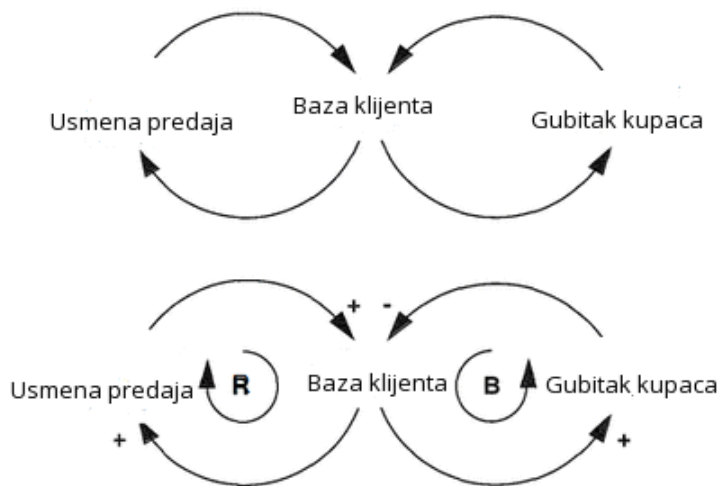 Usmena predaja
Baza klijenta
Gubitak kupaca
+ -
Usmena predaja
R
Baza klijenta
B
Gubitak kupaca
+
+